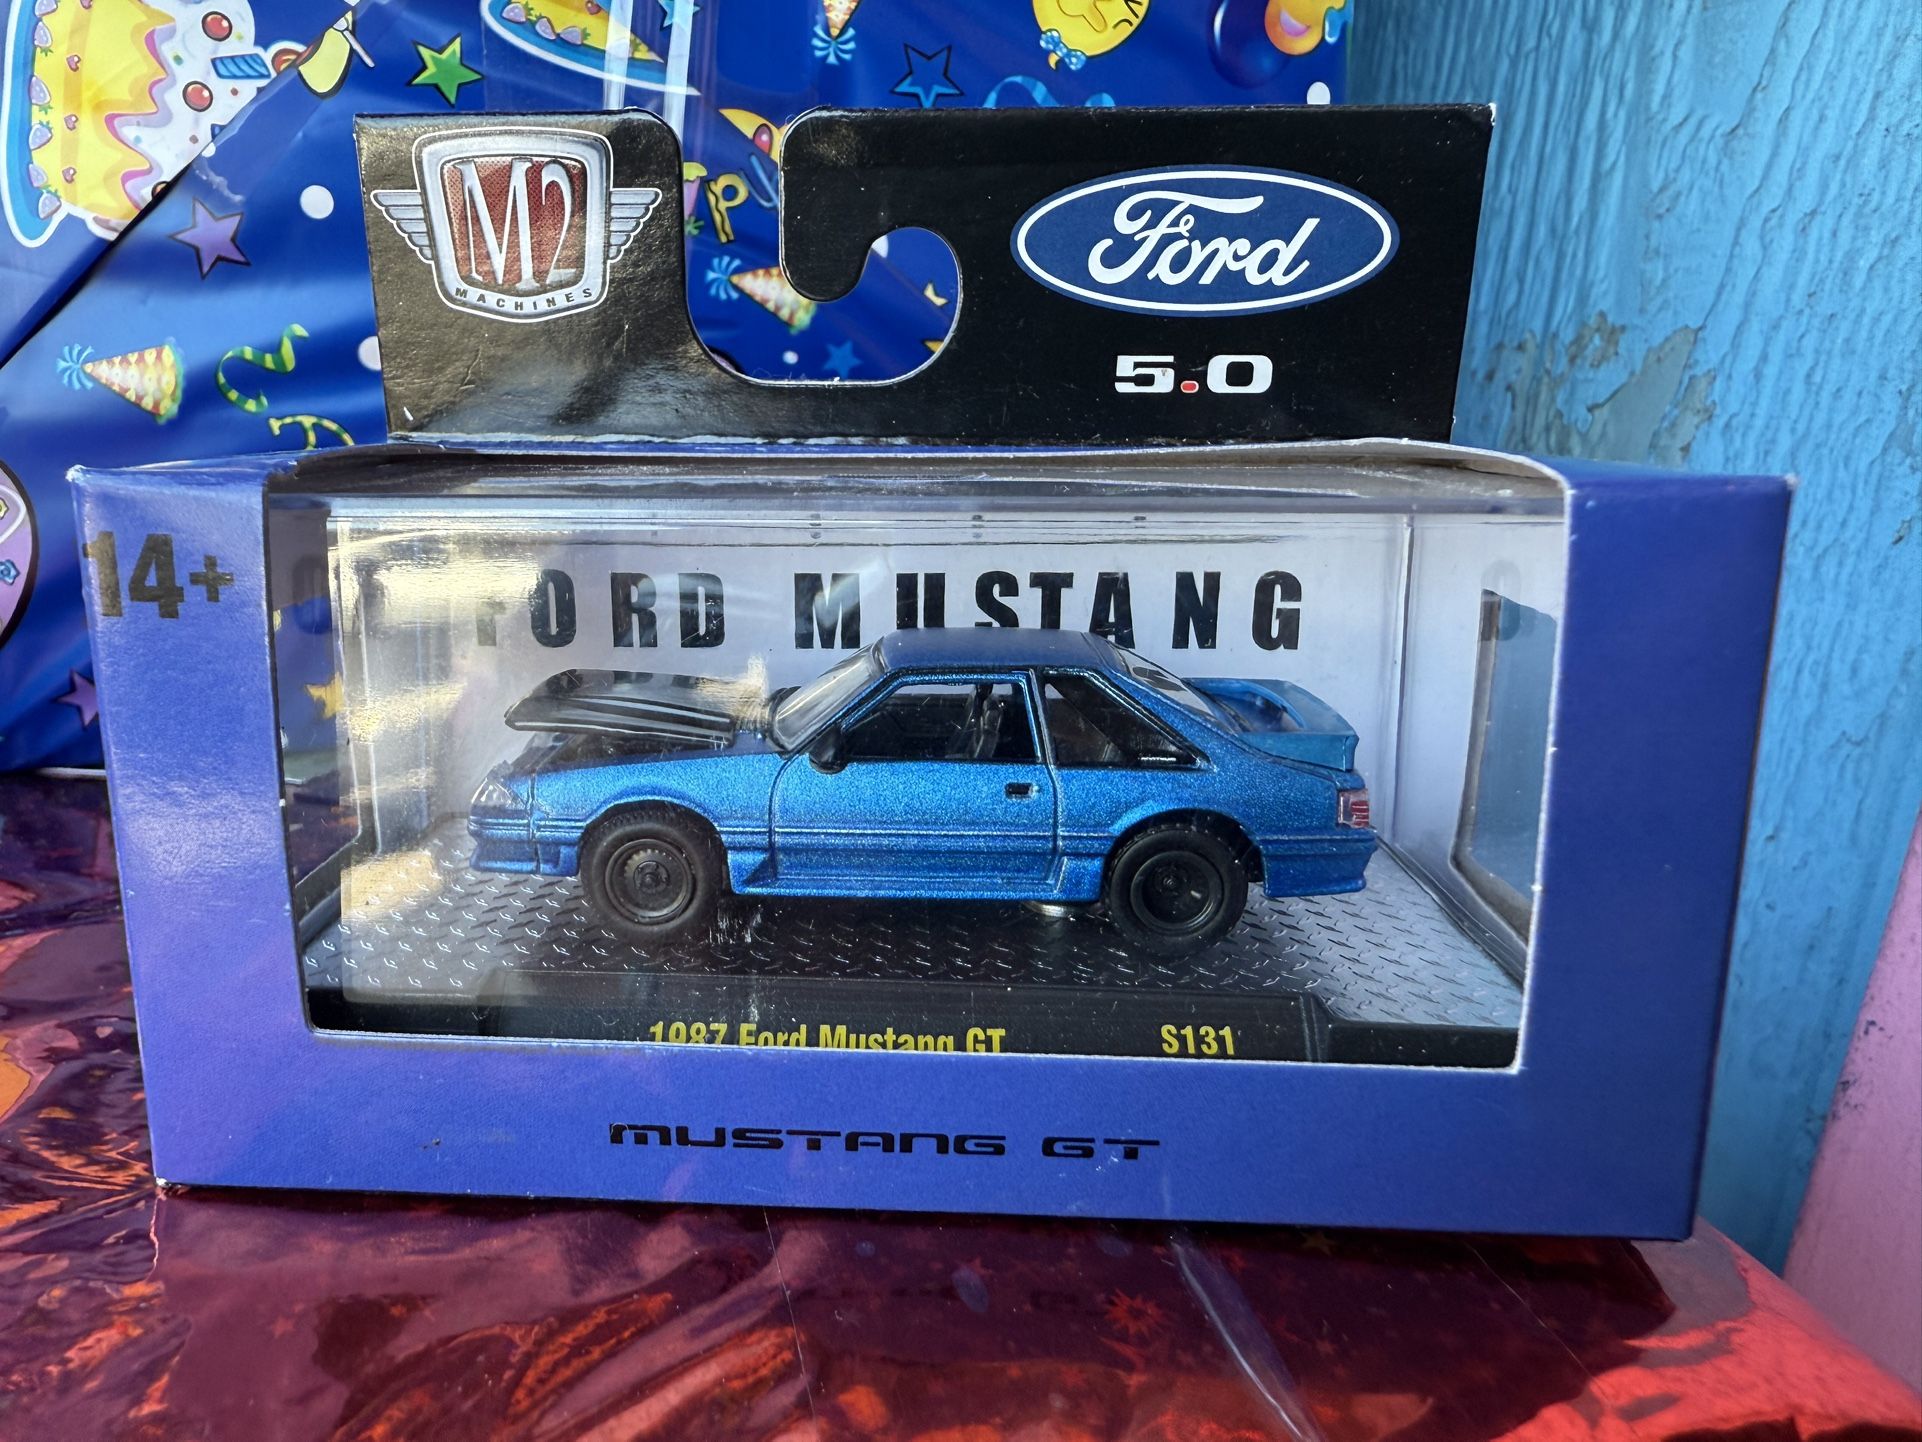 M2
MACHINES
Ford
5.0
14+
FORD MUSTANG
1987 Ford Mustang GT S131
MUSTANG GT